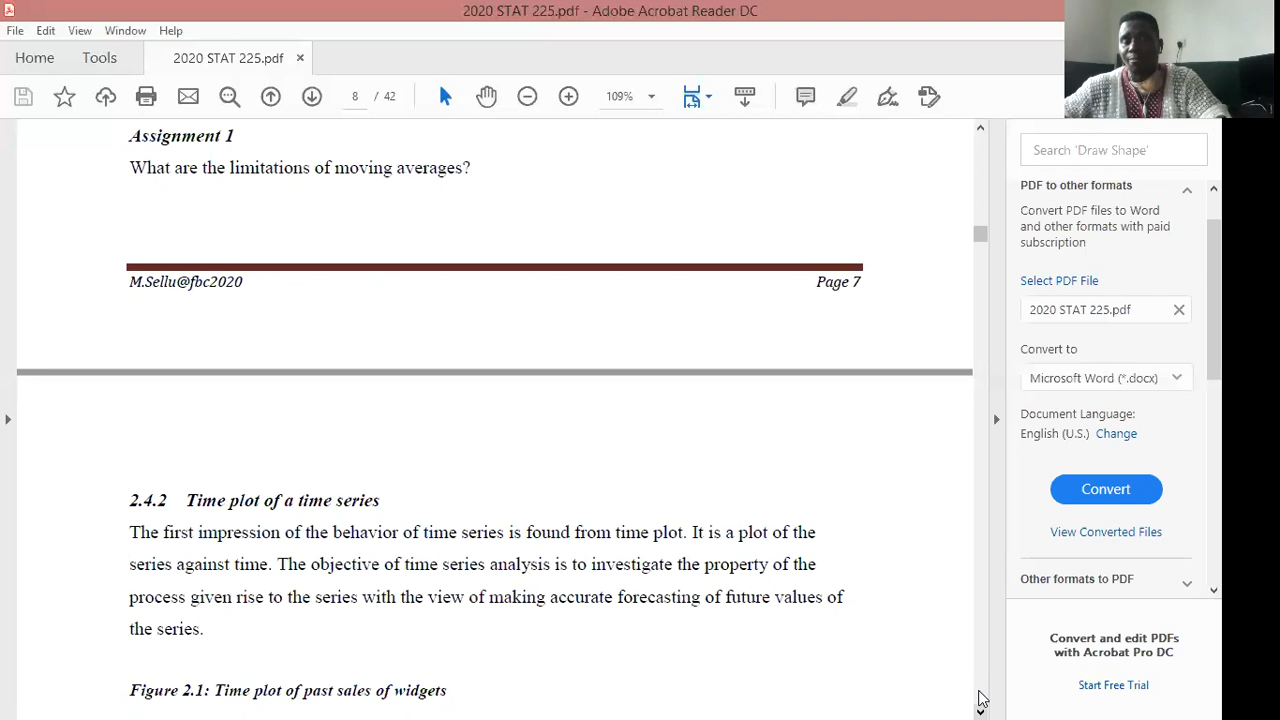 2020 STAT 225.pdf - Adobe Acrobat Reader DC
File Edit View Window Help
Home Tools 2020 STAT 225.pdf ×
8 / 42 109%
Assignment 1
What are the limitations of moving averages?
M.Sellu@fbc2020 Page 7
2.4.2 Time plot of a time series
The first impression of the behavior of time series is found from time plot. It is a plot of the
series against time. The objective of time series analysis is to investigate the property of the
process given rise to the series with the view of making accurate forecasting of future values of
the series.
Figure 2.1: Time plot of past sales of widgets
Search 'Draw Shape'
PDF to other formats
Convert PDF files to Word
and other formats with paid
subscription
Select PDF File
2020 STAT 225.pdf
Convert to
Microsoft Word (*.docx)
Document Language:
English (U.S.) Change
Convert
View Converted Files
Other formats to PDF
Convert and edit PDFs
with Acrobat Pro DC
Start Free Trial